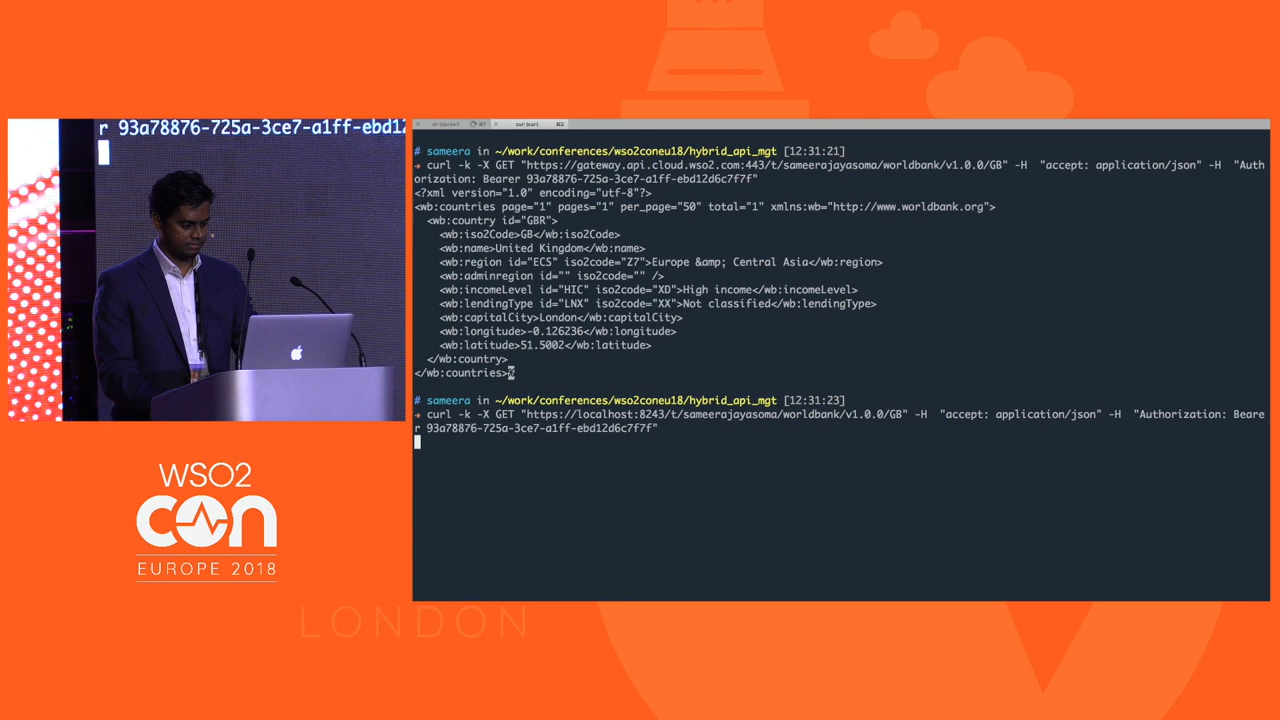 r 93a78876-725a-3ce7-a1ff-ebd12
WSO2
con
EUROPE 2018
LONDON
sh (docker) ⌘1 curl (curl) ⌘2
# sameera in ~/work/conferences/wso2coneu18/hybrid_api_mgt [12:31:21]
→ curl -k -X GET "https://gateway.api.cloud.wso2.com:443/t/sameerajayasoma/worldbank/v1.0.0/GB" -H "accept: application/json" -H "Auth
orization: Bearer 93a78876-725a-3ce7-a1ff-ebd12d6c7f7f"
<?xml version="1.0" encoding="utf-8"?>
<wb:countries page="1" pages="1" per_page="50" total="1" xmlns:wb="http://www.worldbank.org">
<wb:country id="GBR">
<wb:iso2Code>GB</wb:iso2Code>
<wb:name>United Kingdom</wb:name>
<wb:region id="ECS" iso2code="Z7">Europe &amp; Central Asia</wb:region>
<wb:adminregion id="" iso2code="" />
<wb:incomeLevel id="HIC" iso2code="XD">High income</wb:incomeLevel>
<wb:lendingType id="LNX" iso2code="XX">Not classified</wb:lendingType>
<wb:capitalCity>London</wb:capitalCity>
<wb:longitude>-0.126236</wb:longitude>
<wb:latitude>51.5002</wb:latitude>
</wb:country>
</wb:countries>%
# sameera in ~/work/conferences/wso2coneu18/hybrid_api_mgt [12:31:23]
→ curl -k -X GET "https://localhost:8243/t/sameerajayasoma/worldbank/v1.0.0/GB" -H "accept: application/json" -H "Authorization: Beare
r 93a78876-725a-3ce7-a1ff-ebd12d6c7f7f"